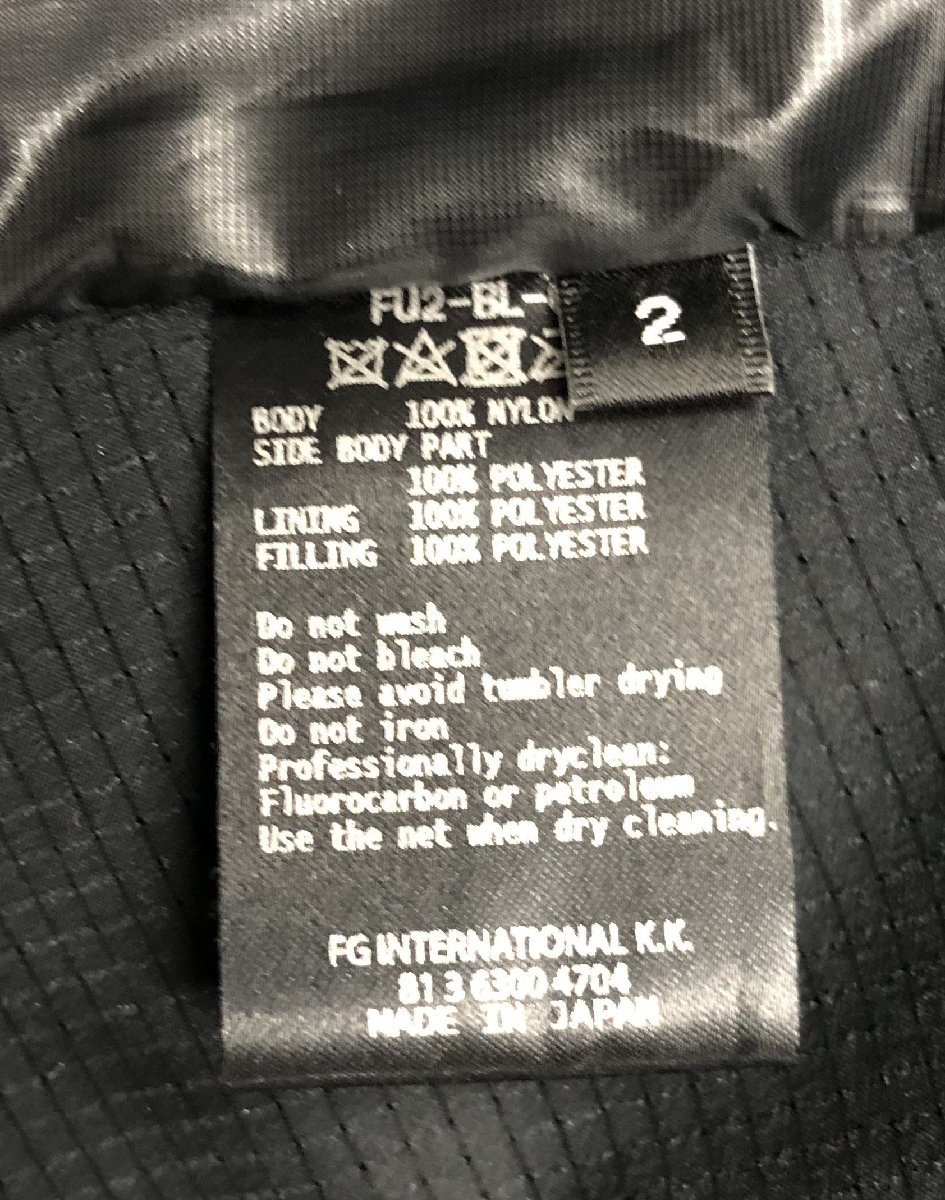 FU2-BL-
2
BODY 100% NYLON
SIDE BODY PART
100% POLYESTER
LINING 100% POLYESTER
FILLING 100% POLYESTER
Do not wash
Do not bleach
Please avoid tumbler drying
Do not iron
Professionally dryclean:
Fluorocarbon or petroleum
Use the net when dry cleaning.
FG INTERNATIONAL K.K.
81 3 6300 4704
MADE IN JAPAN